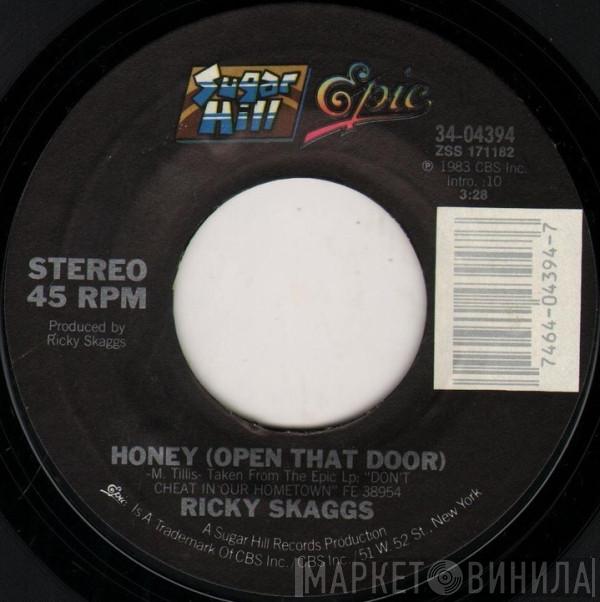 Sugar Hill
Epic
34-04394
ZSS 171182
℗ 1983 CBS Inc.
Intro. :10
3:28
STEREO
45 RPM
Produced by
Ricky Skaggs
7464-04394-7
HONEY (OPEN THAT DOOR)
-M. Tillis- Taken From The Epic Lp: "DON'T
CHEAT IN OUR HOMETOWN" FE 38954
RICKY SKAGGS
A Sugar Hill Records Production
Epic Is A Trademark Of CBS Inc./CBS Inc./51 W. 52 St., New York
МАРКЕТ ВИНИЛА